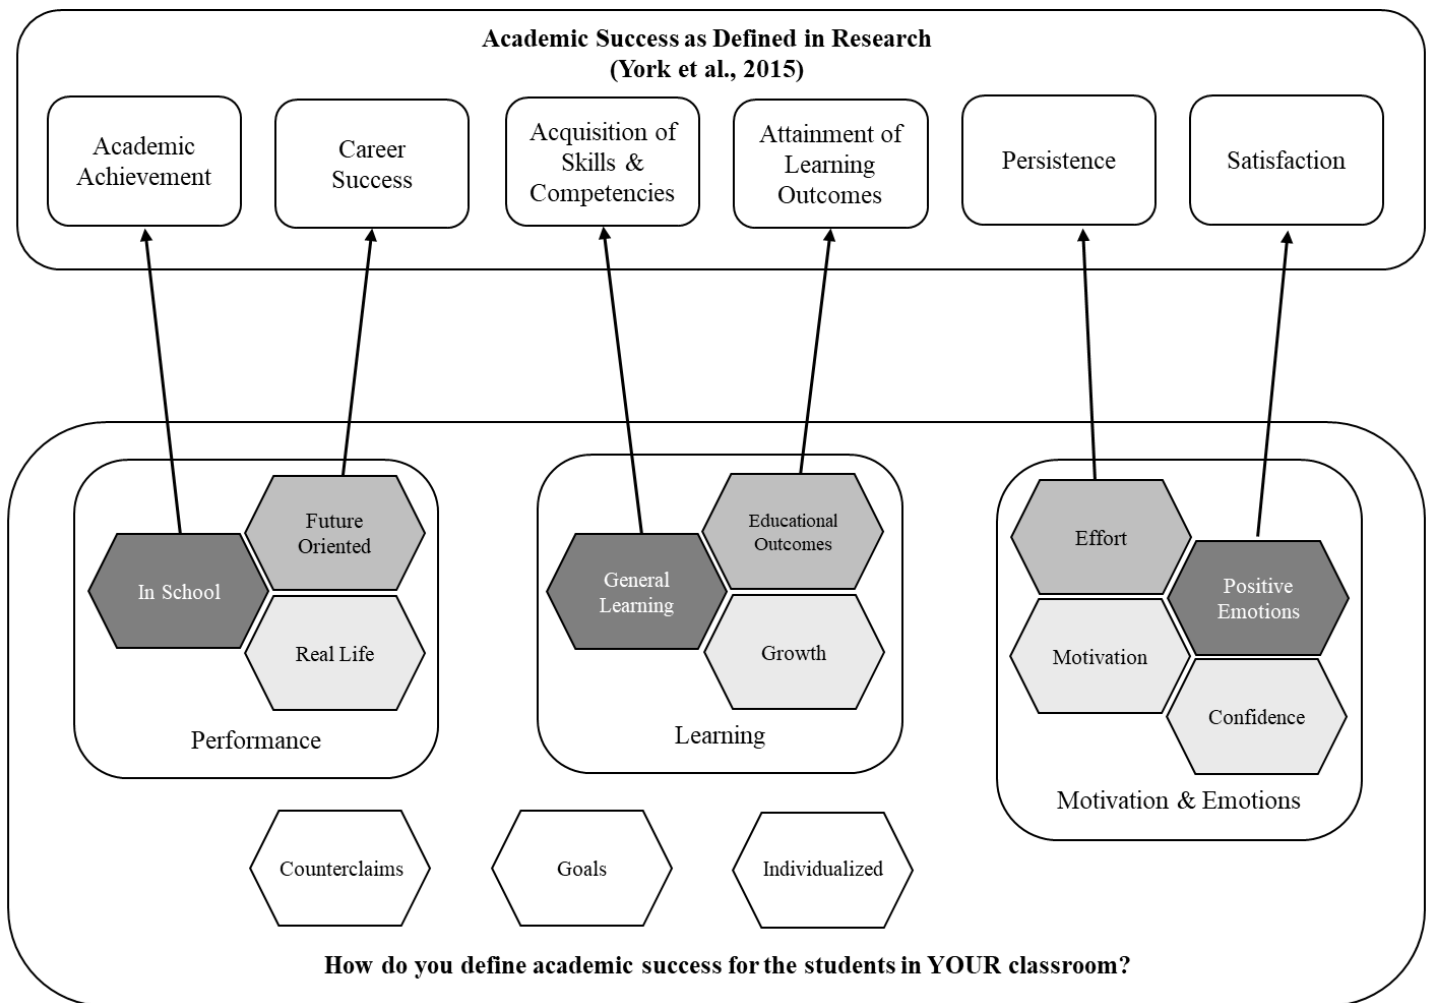 Academic Success as Defined in Research
(York et al., 2015)
Academic
Achievement
Career
Success
Acquisition of
Skills &
Competencies
Attainment of
Learning
Outcomes
Persistence
Satisfaction
In School
Future
Oriented
Real Life
Performance
General
Learning
Educational
Outcomes
Growth
Learning
Effort
Positive
Emotions
Motivation
Confidence
Motivation & Emotions
Counterclaims
Goals
Individualized
How do you define academic success for the students in YOUR classroom?